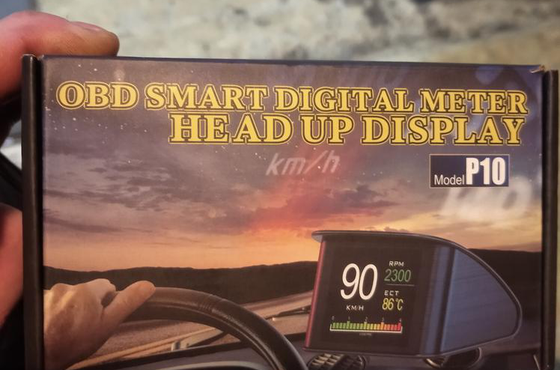 OBD SMART DIGITAL METER
HEAD UP DISPLAY
km/h
Model P10
90
KM/H
RPM
2300
ECT
86℃